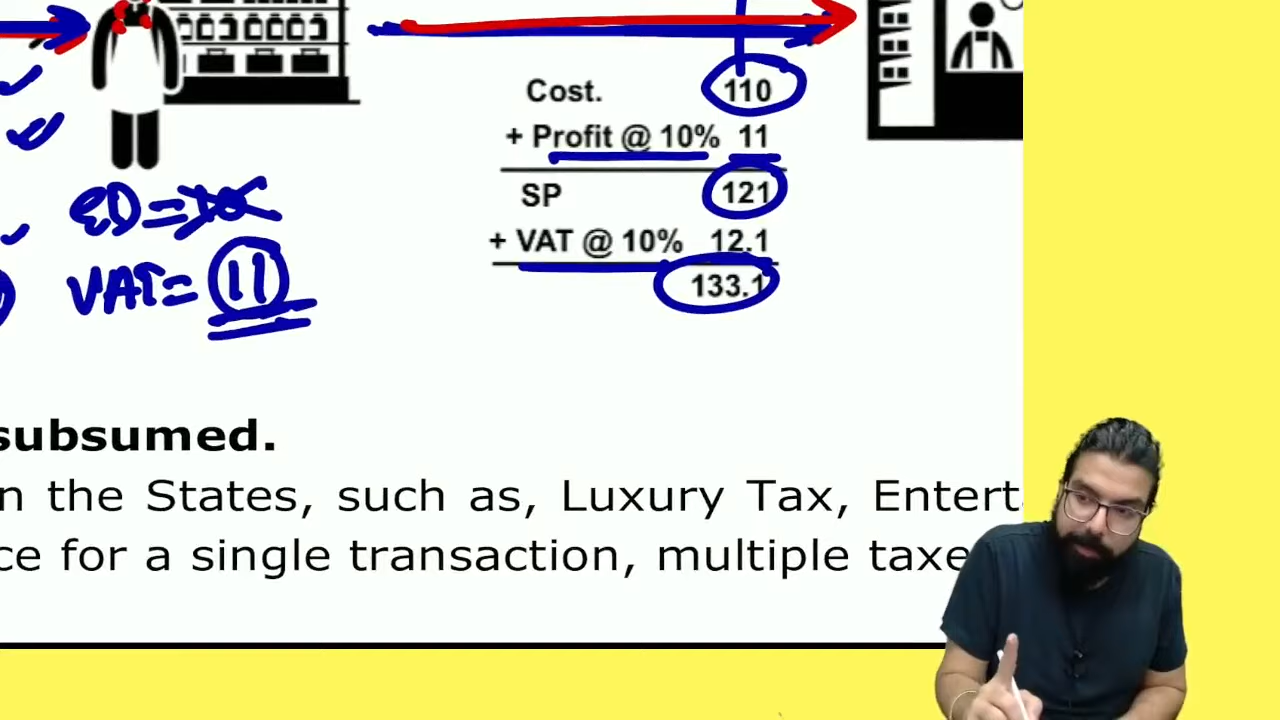 Cost. 110
+ Profit @ 10% 11
SP 121
+ VAT @ 10% 12.1
133.1
ED =
VAT = 11
subsumed.
n the States, such as, Luxury Tax, Entert
ce for a single transaction, multiple taxe